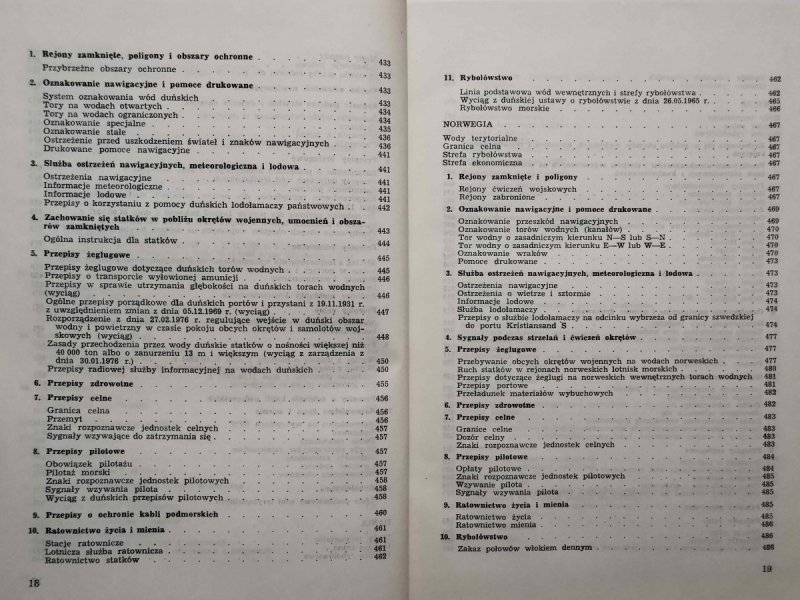 1. Rejony zamknięte, poligony i obszary ochronne . . . 433
Przybrzeżne obszary ochronne . . . 433
2. Oznakowanie nawigacyjne i pomoce drukowane . . . 433
System oznakowania wód duńskich . . . 433
Tory na wodach otwartych . . . 434
Tory na wodach ograniczonych . . . 434
Oznakowanie specjalne . . . 435
Oznakowanie stałe . . . 436
Ostrzeżenie przed uszkodzeniem świateł i znaków nawigacyjnych . . . 436
Drukowane pomoce nawigacyjne . . . 441
3. Służba ostrzeżeń nawigacyjnych, meteorologiczna i lodowa . . . 441
Ostrzeżenia nawigacyjne . . . 441
Informacje meteorologiczne . . . 441
Informacje lodowe . . . 441
Przepisy o korzystaniu z pomocy duńskich lodołamaczy państwowych . . . 442
4. Zachowanie się statków w pobliżu okrętów wojennych, umocnień i obsza-
rów zamkniętych . . . 443
Ogólna instrukcja dla statków . . . 444
5. Przepisy żeglugowe . . . 445
Przepisy żeglugowe dotyczące duńskich torów wodnych . . . 445
Przepisy o transporcie wyłowionej amunicji . . . 446
Przepisy w sprawie utrzymania głębokości na duńskich torach wodnych
(wyciąg) . . . 446
Ogólne przepisy porządkowe dla duńskich portów i przystani z 19.11.1931 r.
z uwzględnieniem zmian z dnia 05.12.1969 r. (wyciąg) . . . 447
Rozporządzenie z dnia 27.02.1976 r. regulujące wejście w duński obszar
wodny i powietrzny w czasie pokoju obcych okrętów i samolotów woj-
skowych (wyciąg) . . . 448
Zasady przechodzenia przez wody duńskie statków o nośności większej niż
40 000 ton albo o zanurzeniu 13 m i większym (wyciąg z zarządzenia z
dnia 30.01.1976 r.) . . . 450
Przepisy radiowej służby informacyjnej na wodach duńskich . . . 450
6. Przepisy zdrowotne . . . 455
7. Przepisy celne . . . 456
Granica celna . . . 456
Przemyt . . . 456
Znaki rozpoznawcze jednostek celnych . . . 457
Sygnały wzywające do zatrzymania się . . . 457
8. Przepisy pilotowe . . . 457
Obowiązek pilotażu . . . 457
Pilotaż morski . . . 457
Znaki rozpoznawcze jednostek pilotowych . . . 458
Sygnały wzywania pilota . . . 458
Wyciąg z duńskich przepisów pilotowych . . . 458
9. Przepisy o ochronie kabli podmorskich . . . 460
10. Ratownictwo życia i mienia . . . 461
Stacje ratownicze . . . 461
Lotnicza służba ratownicza . . . 461
Ratownictwo statków . . . 462
18
11. Rybołówstwo . . . 462
Linia podstawowa wód wewnętrznych i strefy rybołówstwa . . . 462
Wyciąg z duńskiej ustawy o rybołówstwie z dnia 26.05.1965 r. . . . 465
Rybołówstwo morskie . . . 466
NORWEGIA . . . 467
Wody terytorialne . . . 467
Granica celna . . . 467
Strefa rybołówstwa . . . 467
Strefa ekonomiczna . . . 467
1. Rejony zamknięte i poligony . . . 467
Rejony ćwiczeń wojskowych . . . 467
Rejony zabronione . . . 467
2. Oznakowanie nawigacyjne i pomoce drukowane . . . 469
Oznakowanie przeszkód nawigacyjnych . . . 469
Oznakowanie torów wodnych (kanałów) . . . 470
Tor wodny o zasadniczym kierunku N—S lub S—N . . . 470
Tor wodny o zasadniczym kierunku E—W lub W—E . . . 470
Oznakowanie wraków . . . 470
Pomoce drukowane . . . 473
3. Służba ostrzeżeń nawigacyjnych, meteorologiczna i lodowa . . . 473
Ostrzeżenia nawigacyjne . . . 473
Ostrzeżenia o wietrze i sztormie . . . 473
Informacje lodowe . . . 474
Służba lodołamaczy . . . 474
Przepisy o służbie lodołamaczy na odcinku wybrzeża od granicy szwedzkiej
do portu Kristiansand S . . . 474
4. Sygnały podczas strzelań i ćwiczeń okrętów . . . 477
5. Przepisy żeglugowe . . . 477
Przebywanie obcych okrętów wojennych na wodach norweskich . . . 477
Ruch statków w rejonach norweskich lotnisk morskich . . . 480
Przepisy dotyczące żeglugi na norweskich wewnętrznych torach wodnych 481
Przepisy portowe . . . 481
Przeładunek materiałów wybuchowych . . . 482
6. Przepisy zdrowotne . . . 482
7. Przepisy celne . . . 483
Granice celne . . . 483
Dozór celny . . . 483
Znaki rozpoznawcze jednostek celnych . . . 483
8. Przepisy pilotowe . . . 484
Opłaty pilotowe . . . 484
Znaki rozpoznawcze jednostek pilotowych . . . 485
Wzywanie pilota . . . 485
Sygnały wzywania pilota . . . 485
9. Ratownictwo życia i mienia . . . 485
Ratownictwo życia . . . 485
Ratownictwo mienia . . . 486
10. Rybołówstwo . . . 486
Zakaz połowów włokiem dennym . . . 486
19